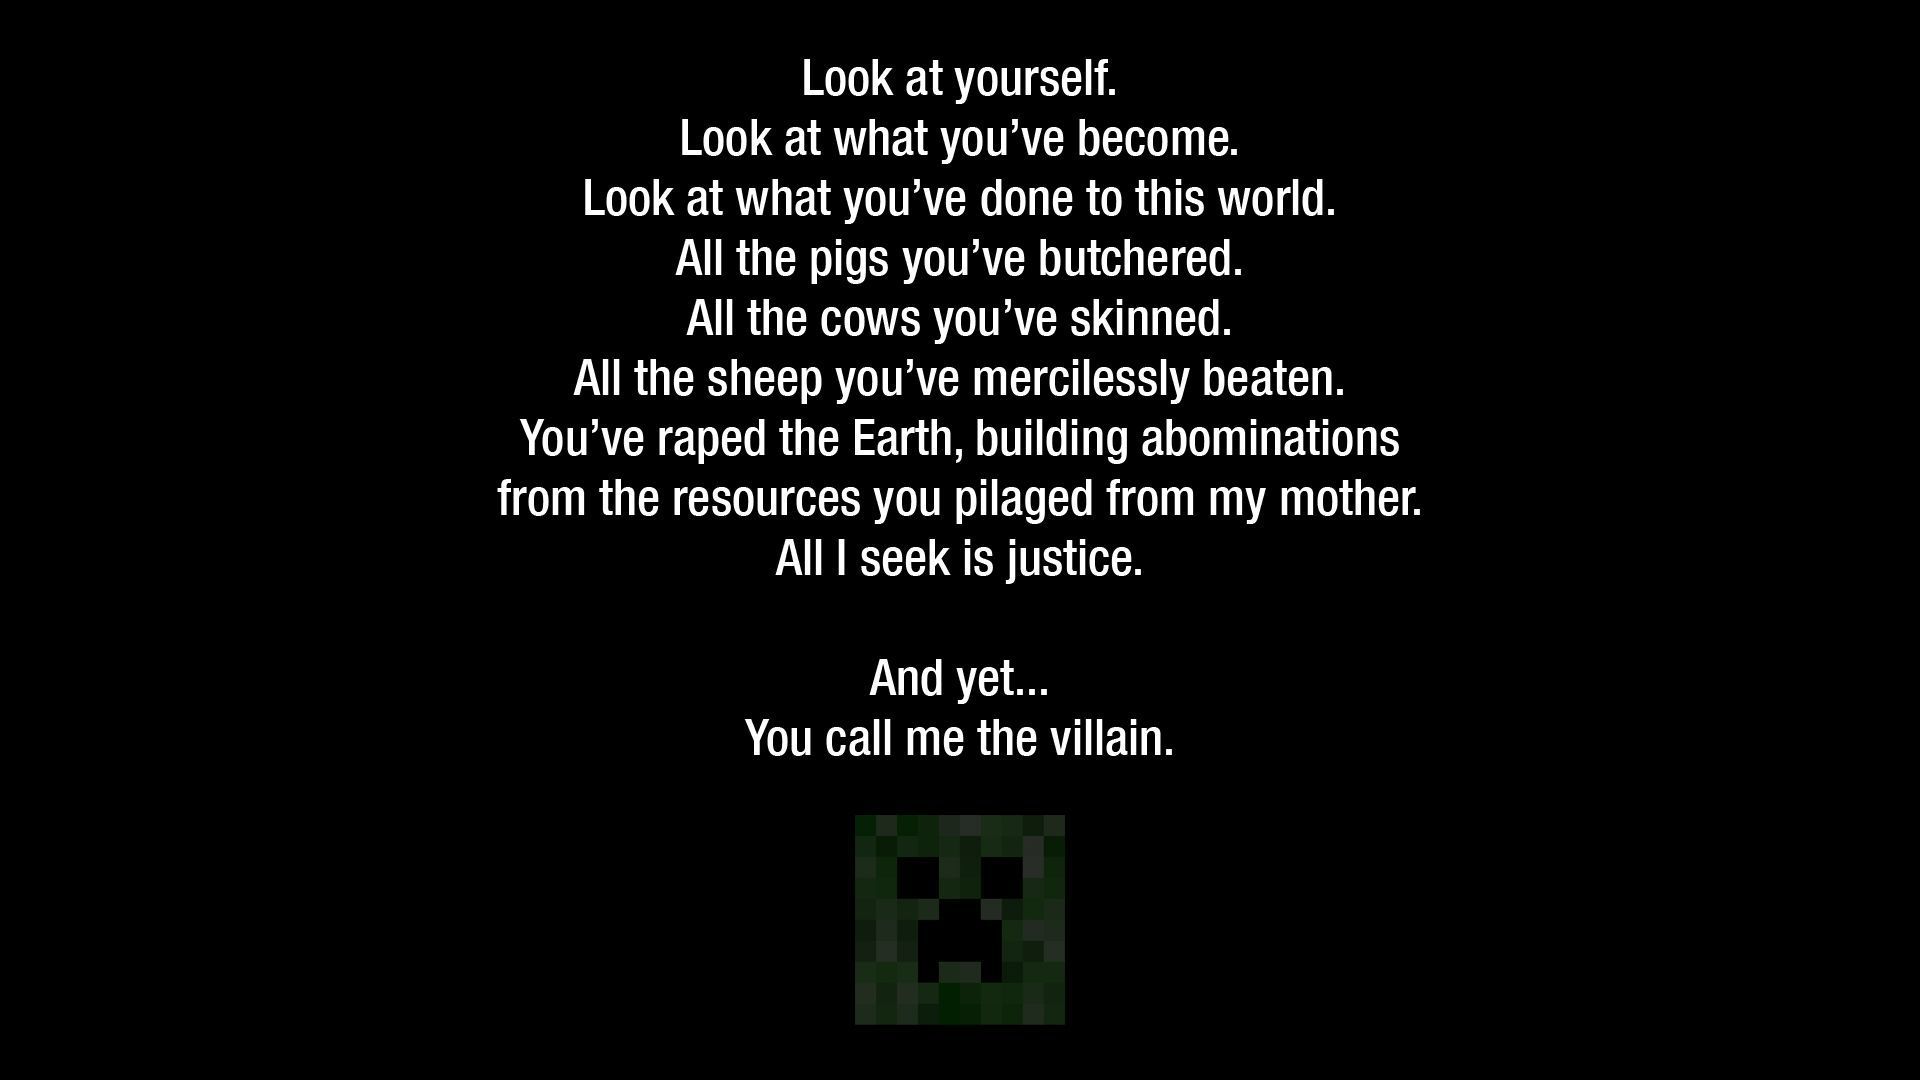 Look at yourself.
Look at what you’ve become.
Look at what you’ve done to this world.
All the pigs you’ve butchered.
All the cows you’ve skinned.
All the sheep you’ve mercilessly beaten.
You’ve raped the Earth, building abominations
from the resources you pilaged from my mother.
All I seek is justice.
And yet...
You call me the villain.